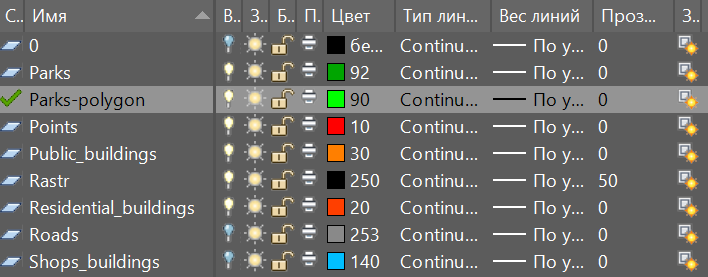 С... Имя В... З... Б... П... Цвет Тип лин... Вес линий Проз... З...
0 бе... Continu... По у... 0
Parks 92 Continu... По у... 0
Parks-polygon 90 Continu... По у... 0
Points 10 Continu... По у... 0
Public_buildings 30 Continu... По у... 0
Rastr 250 Continu... По у... 50
Residential_buildings 20 Continu... По у... 0
Roads 253 Continu... По у... 0
Shops_buildings 140 Continu... По у... 0